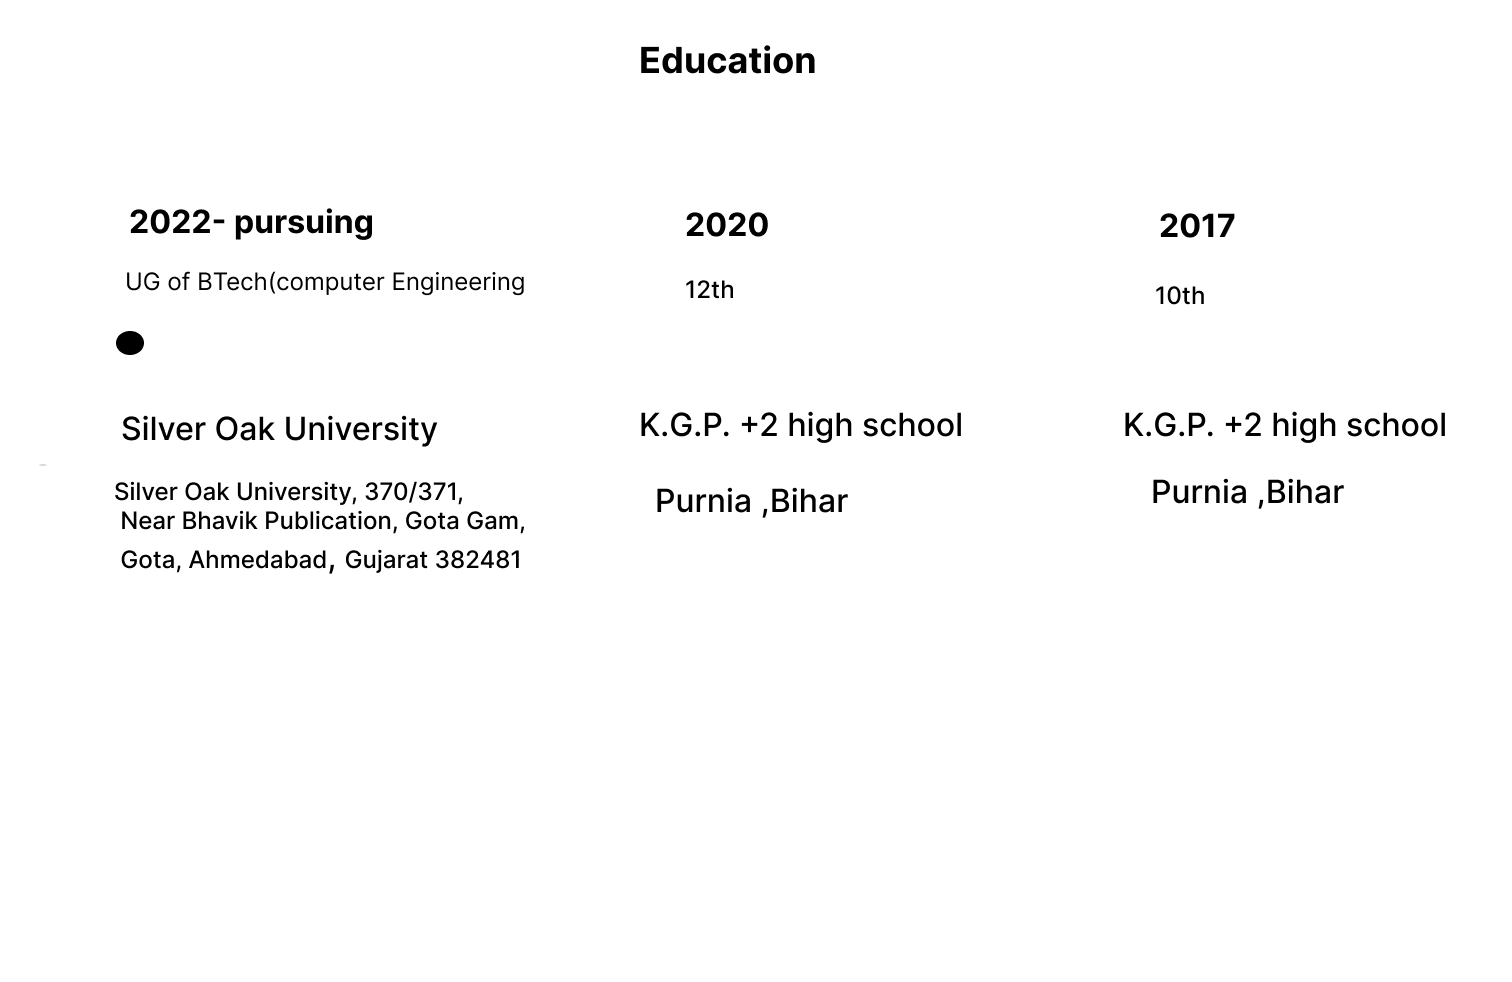 Education
2022- pursuing
UG of BTech(computer Engineering
Silver Oak University
Silver Oak University, 370/371,
Near Bhavik Publication, Gota Gam,
Gota, Ahmedabad, Gujarat 382481
2020
12th
K.G.P. +2 high school
Purnia ,Bihar
2017
10th
K.G.P. +2 high school
Purnia ,Bihar